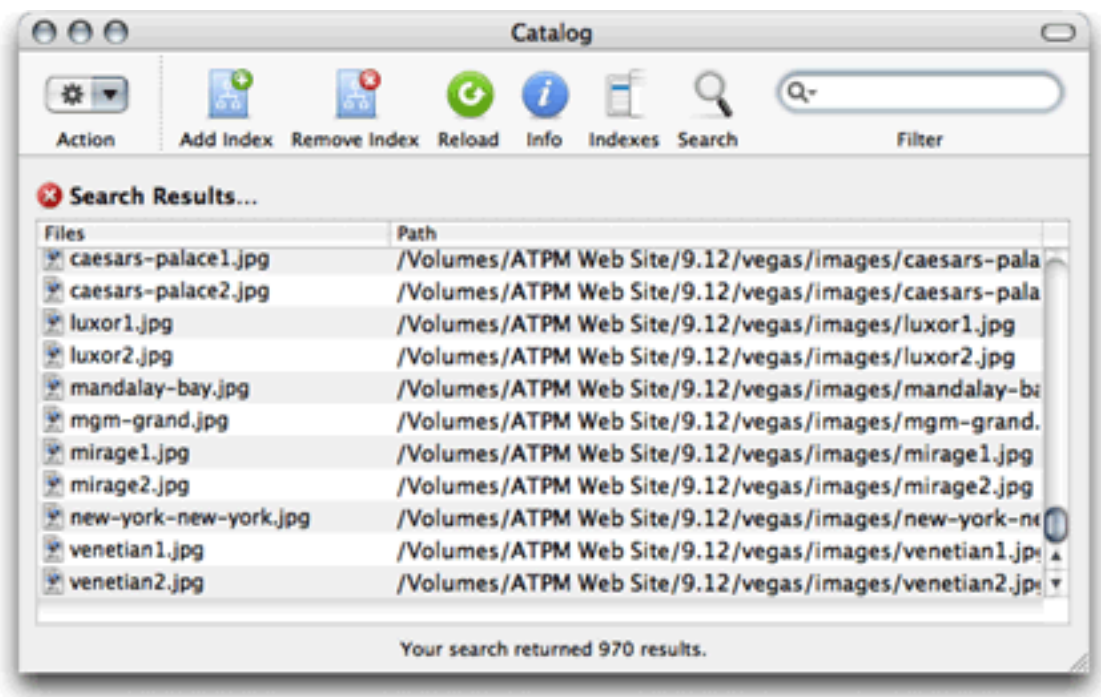 Catalog
Action Add Index Remove Index Reload Info Indexes Search Filter
Search Results...
Files Path
caesars-palace1.jpg /Volumes/ATPM Web Site/9.12/vegas/images/caesars-pala
caesars-palace2.jpg /Volumes/ATPM Web Site/9.12/vegas/images/caesars-pala
luxor1.jpg /Volumes/ATPM Web Site/9.12/vegas/images/luxor1.jpg
luxor2.jpg /Volumes/ATPM Web Site/9.12/vegas/images/luxor2.jpg
mandalay-bay.jpg /Volumes/ATPM Web Site/9.12/vegas/images/mandalay-ba
mgm-grand.jpg /Volumes/ATPM Web Site/9.12/vegas/images/mgm-grand.
mirage1.jpg /Volumes/ATPM Web Site/9.12/vegas/images/mirage1.jpg
mirage2.jpg /Volumes/ATPM Web Site/9.12/vegas/images/mirage2.jpg
new-york-new-york.jpg /Volumes/ATPM Web Site/9.12/vegas/images/new-york-ne
venetian1.jpg /Volumes/ATPM Web Site/9.12/vegas/images/venetian1.jpg
venetian2.jpg /Volumes/ATPM Web Site/9.12/vegas/images/venetian2.jpg
Your search returned 970 results.